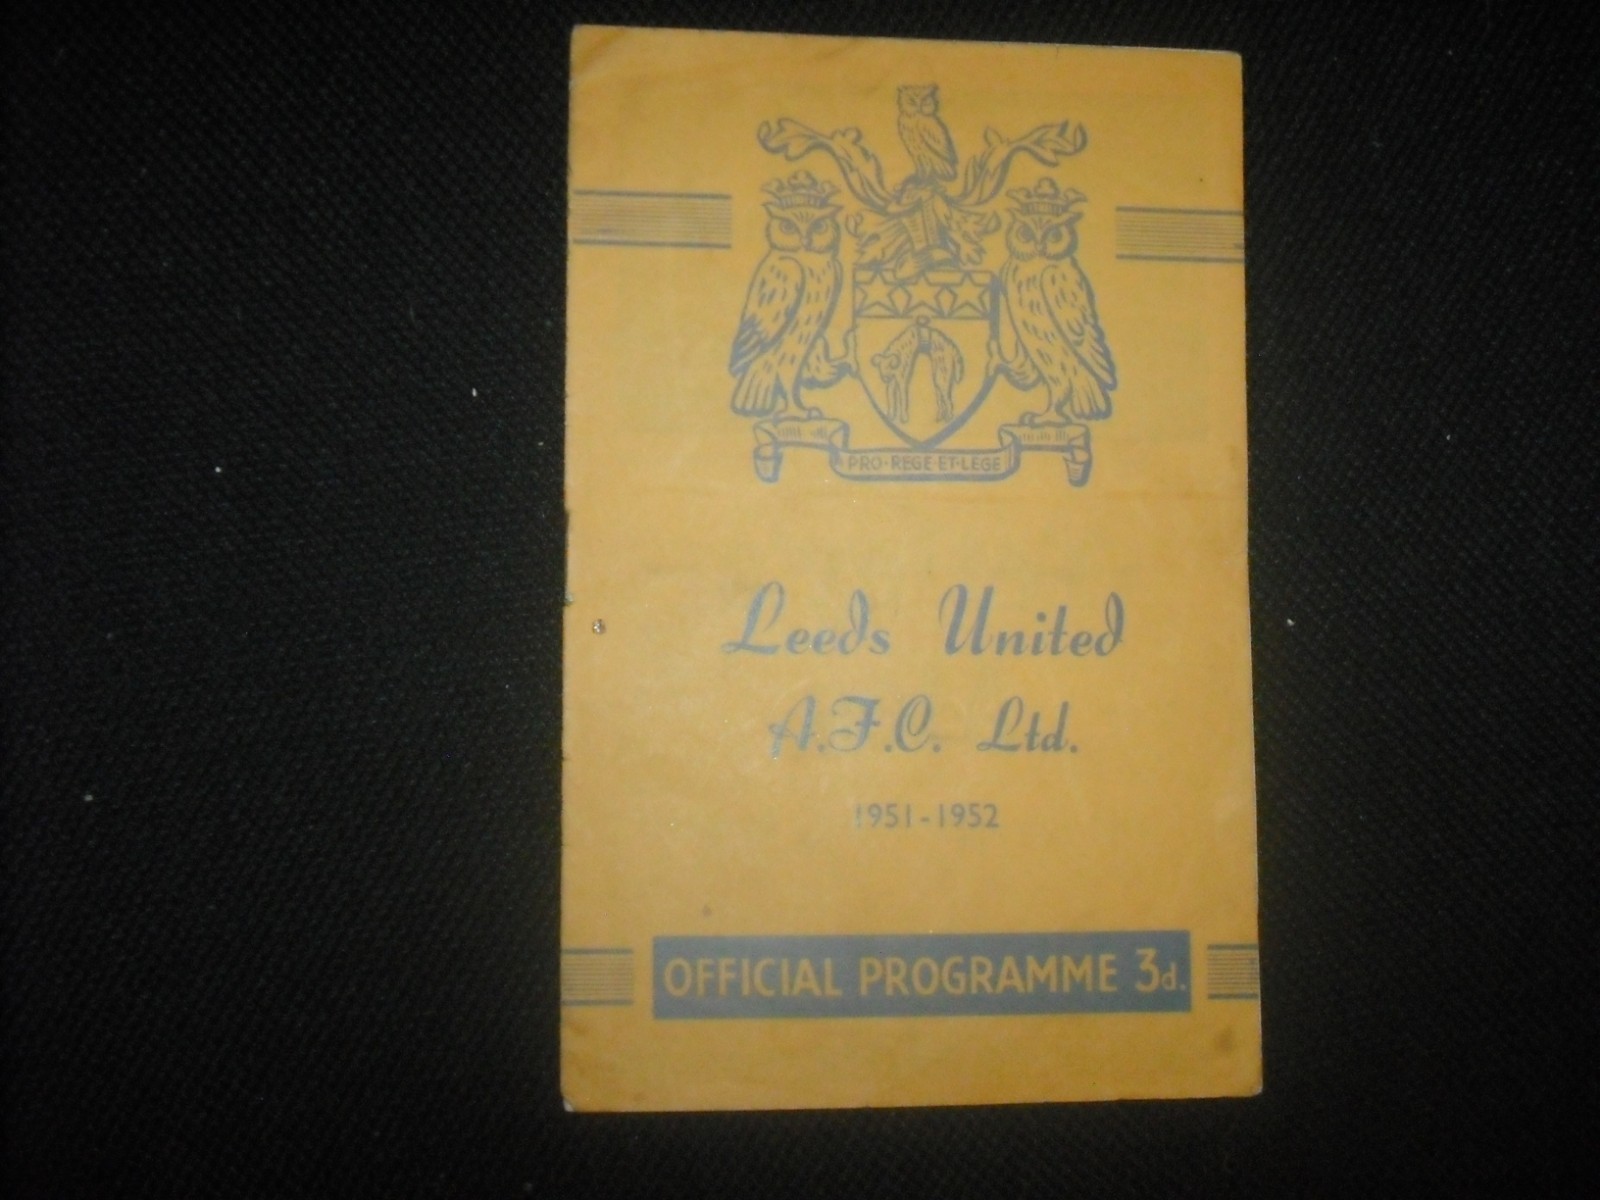 PRO·REGE·ET·LEGE
Leeds United
A.F.C. Ltd.
1951-1952
OFFICIAL PROGRAMME 3d.